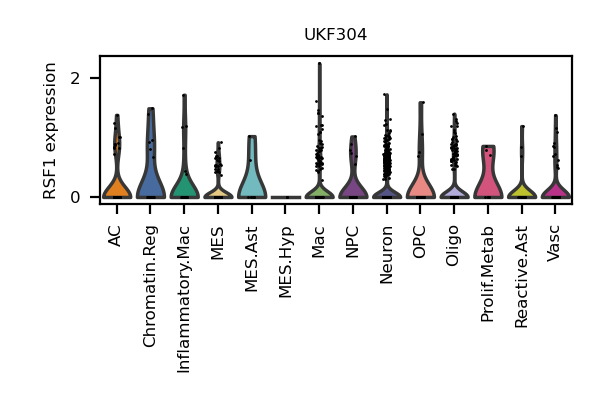 UKF304
RSF1 expression
2
0
AC
Chromatin.Reg
Inflammatory.Mac
MES
MES.Ast
MES.Hyp
Mac
NPC
Neuron
OPC
Oligo
Prolif.Metab
Reactive.Ast
Vasc